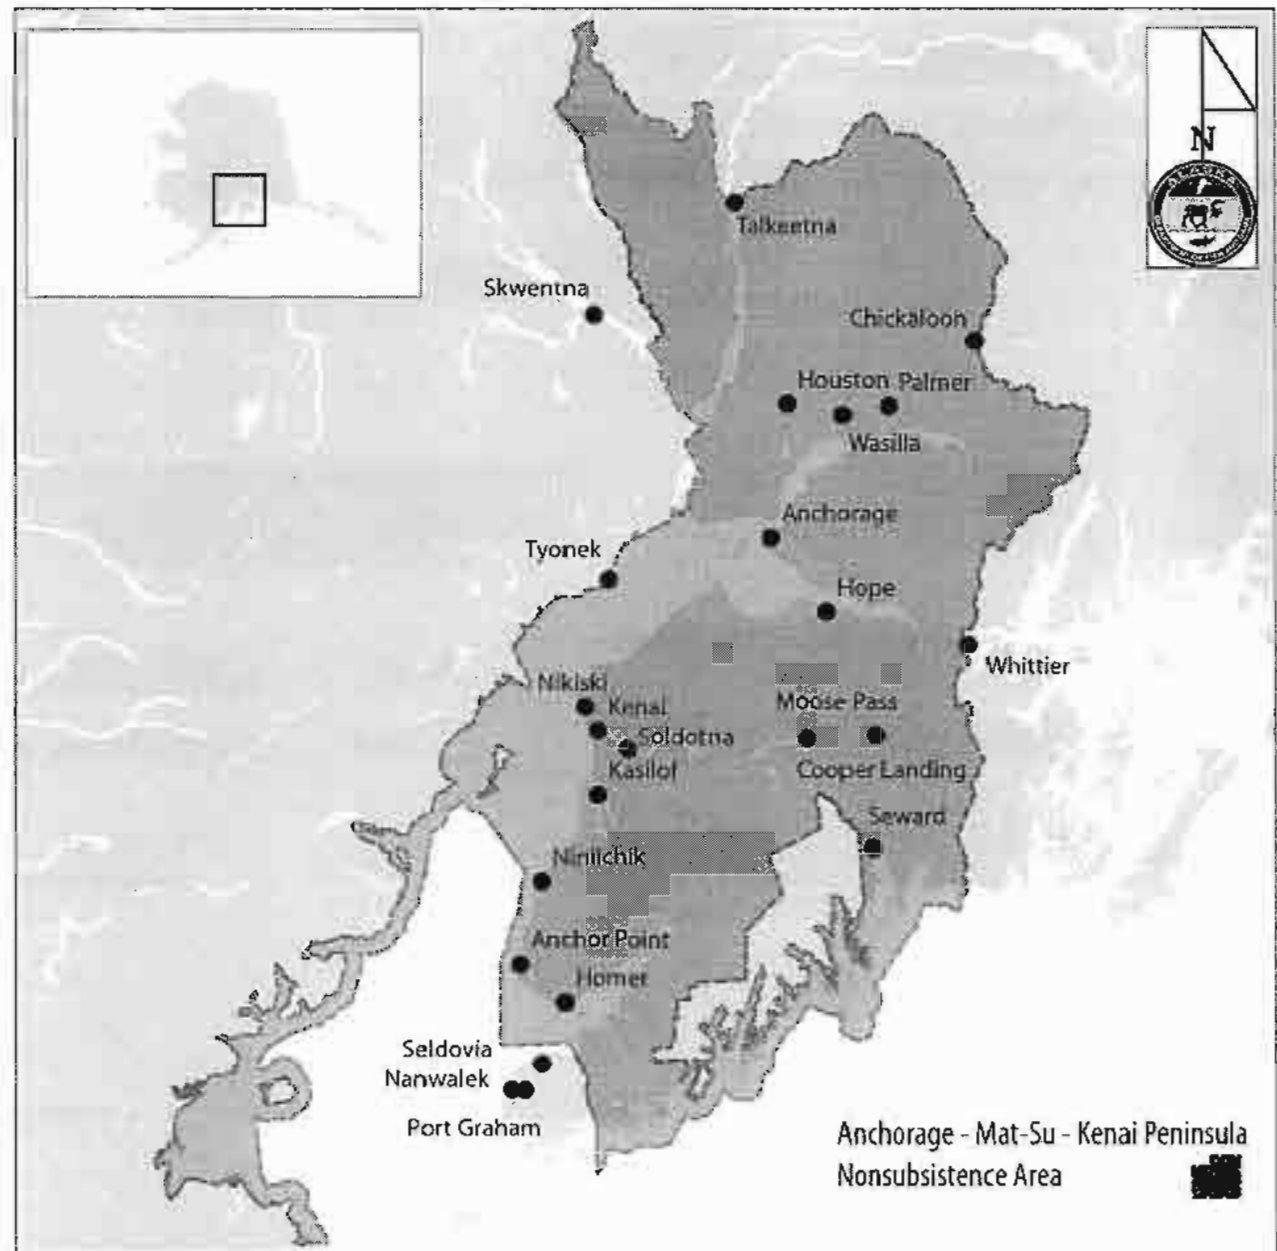 N
ALASKA
Talkeetna
Skwentna
Chickaloon
Houston Palmer
Wasilla
Anchorage
Tyonek
Hope
Whittier
Nikiski
Kenai
Moose Pass
Soldotna
Kasilof
Cooper Landing
Seward
Ninilchik
Anchor Point
Homer
Seldovia
Nanwalek
Port Graham
Anchorage - Mat-Su - Kenai Peninsula
Nonsubsistence Area